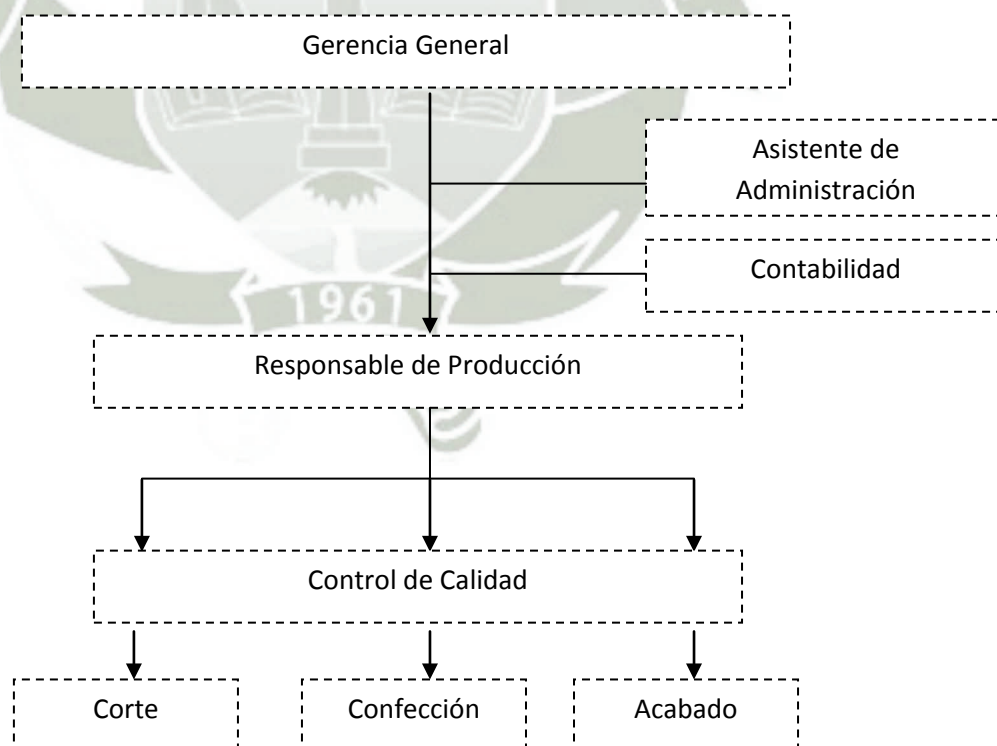 Gerencia General
Asistente de
Administración
Contabilidad
1961
Responsable de Producción
Control de Calidad
Corte
Confección
Acabado